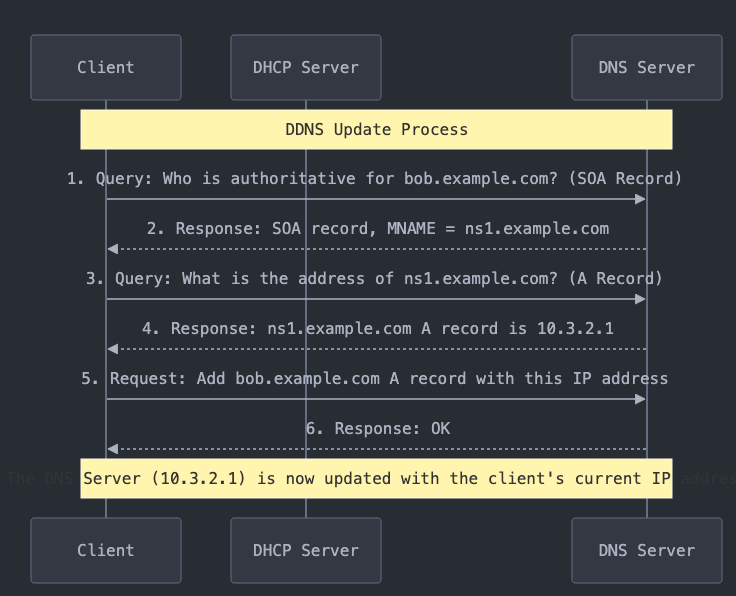 Client DHCP Server DNS Server
DDNS Update Process
1. Query: Who is authoritative for bob.example.com? (SOA Record)
2. Response: SOA record, MNAME = ns1.example.com
3. Query: What is the address of ns1.example.com? (A Record)
4. Response: ns1.example.com A record is 10.3.2.1
5. Request: Add bob.example.com A record with this IP address
6. Response: OK
The DNS Server (10.3.2.1) is now updated with the client's current IP addres
Client DHCP Server DNS Server